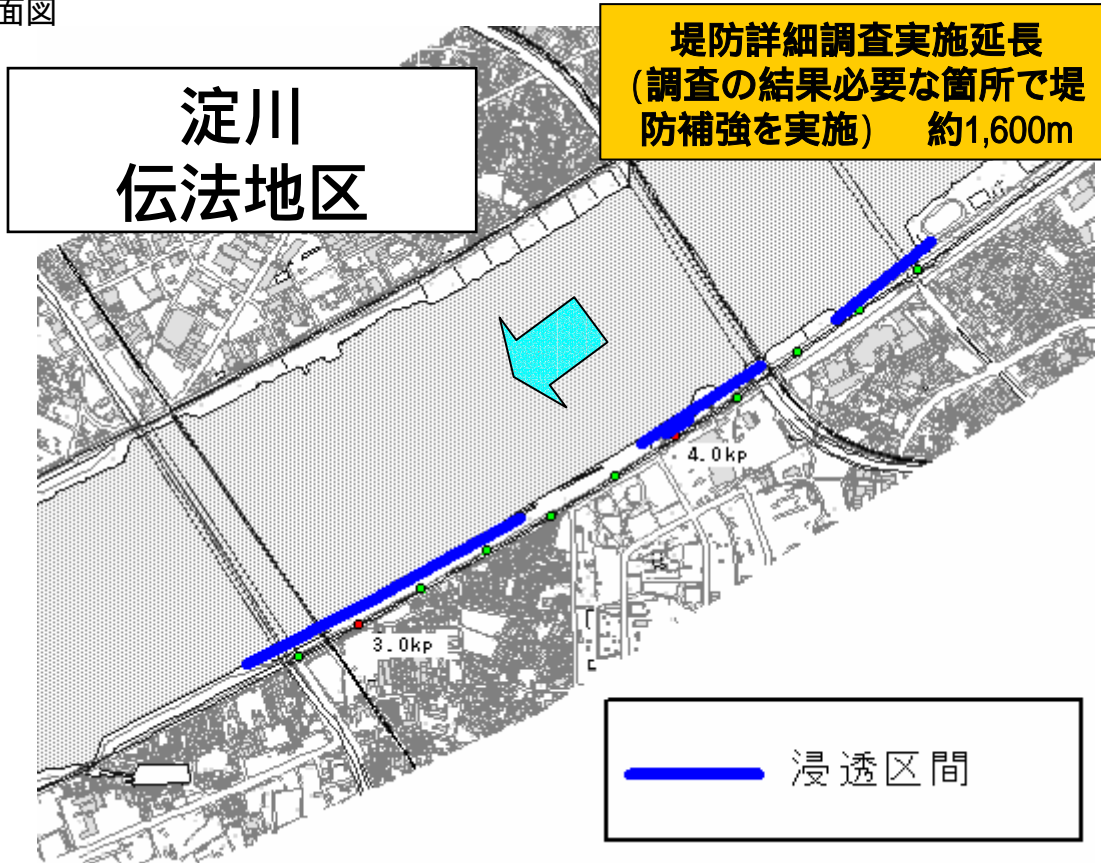 面図
淀川
伝法地区
堤防詳細調査実施延長
(調査の結果必要な箇所で堤
防補強を実施) 約1,600m
4.0kp
3.0kp
浸透区間